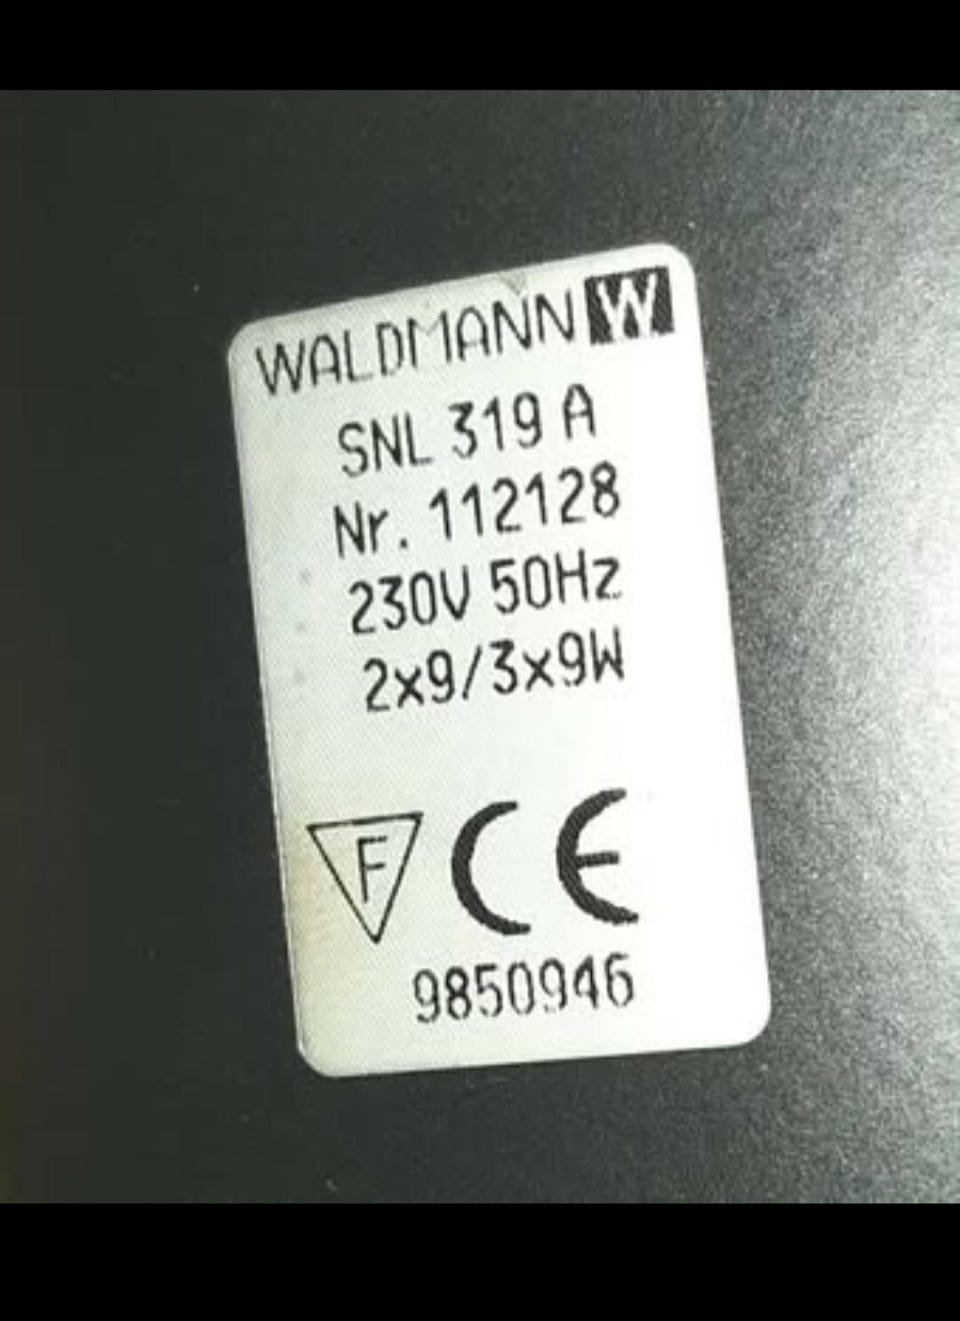 WALDMANN W
SNL 319 A
Nr. 112128
230V 50Hz
2x9/3x9W
F CE
9850946